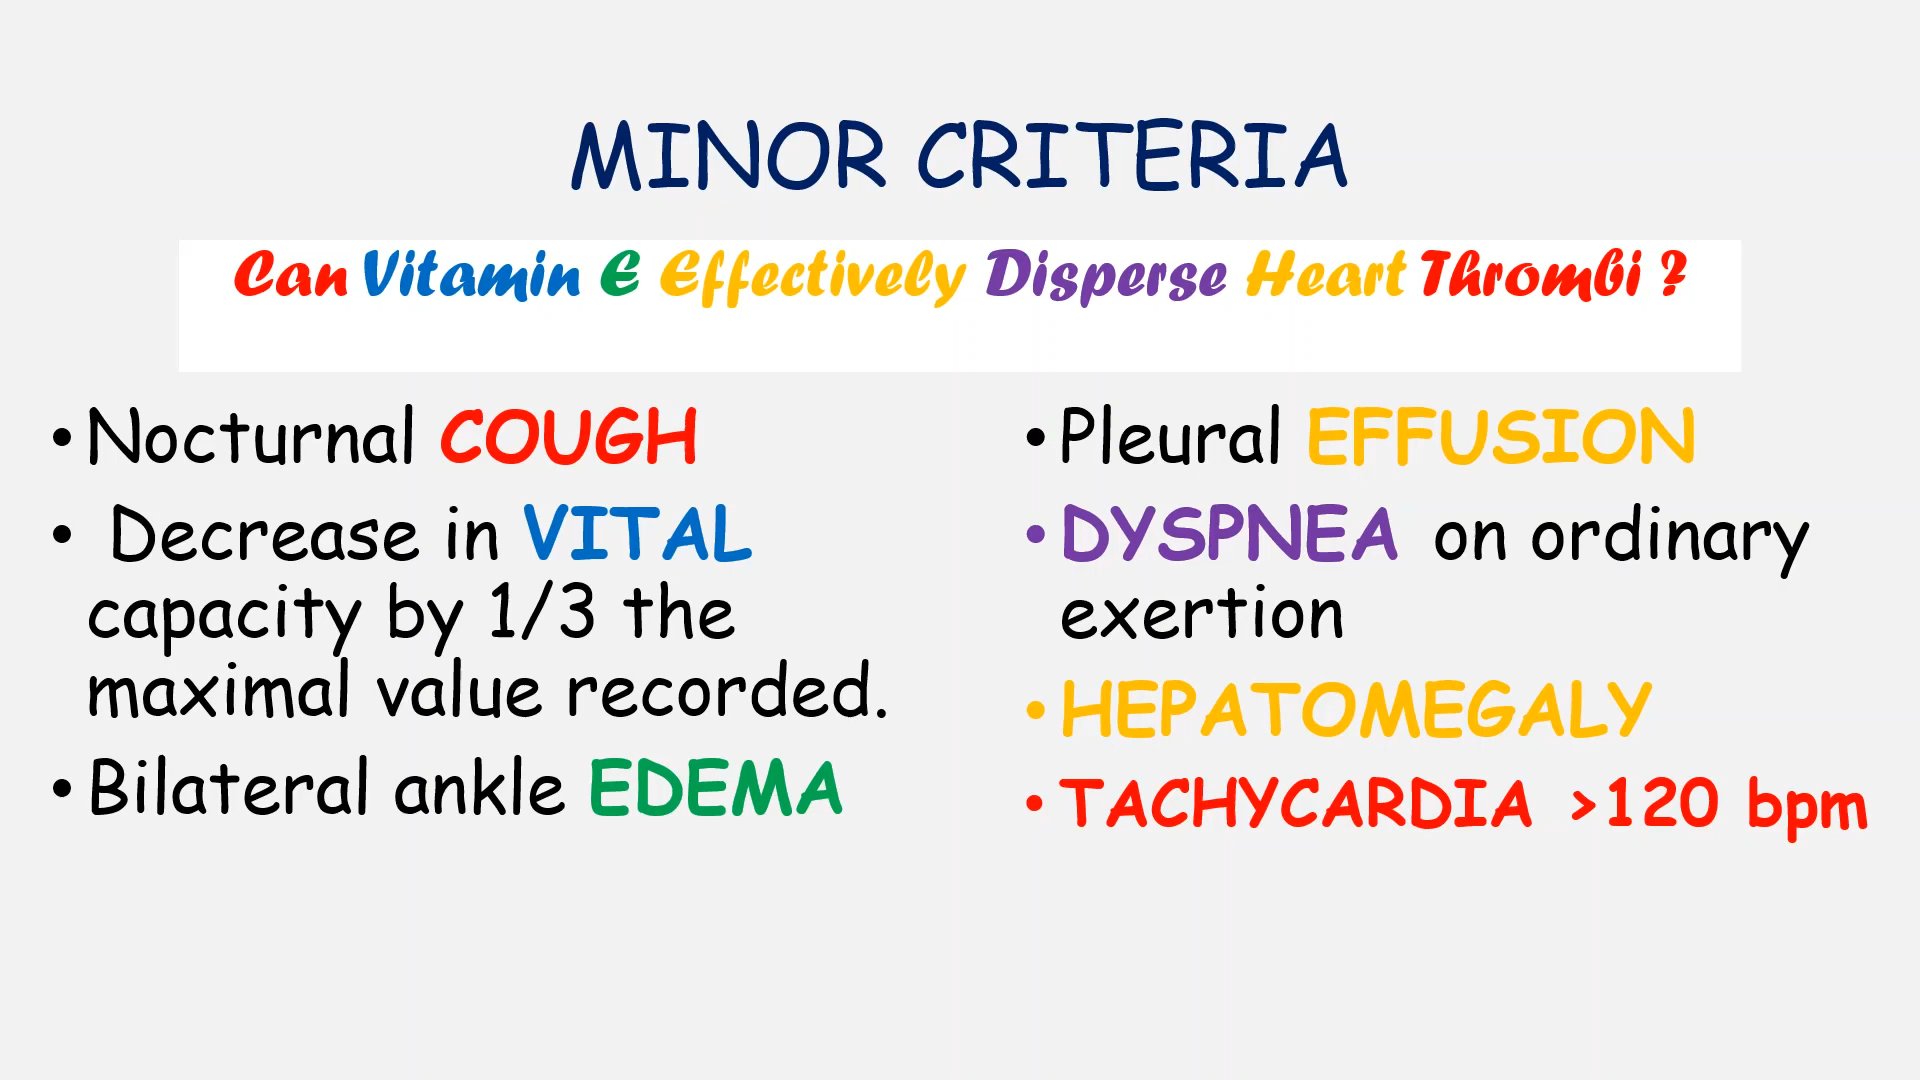 MINOR CRITERIA
Can Vitamin E Effectively Disperse Heart Thrombi ?
• Nocturnal COUGH
• Decrease in VITAL
capacity by 1/3 the
maximal value recorded.
• Bilateral ankle EDEMA
• Pleural EFFUSION
• DYSPNEA on ordinary
exertion
• HEPATOMEGALY
• TACHYCARDIA >120 bpm